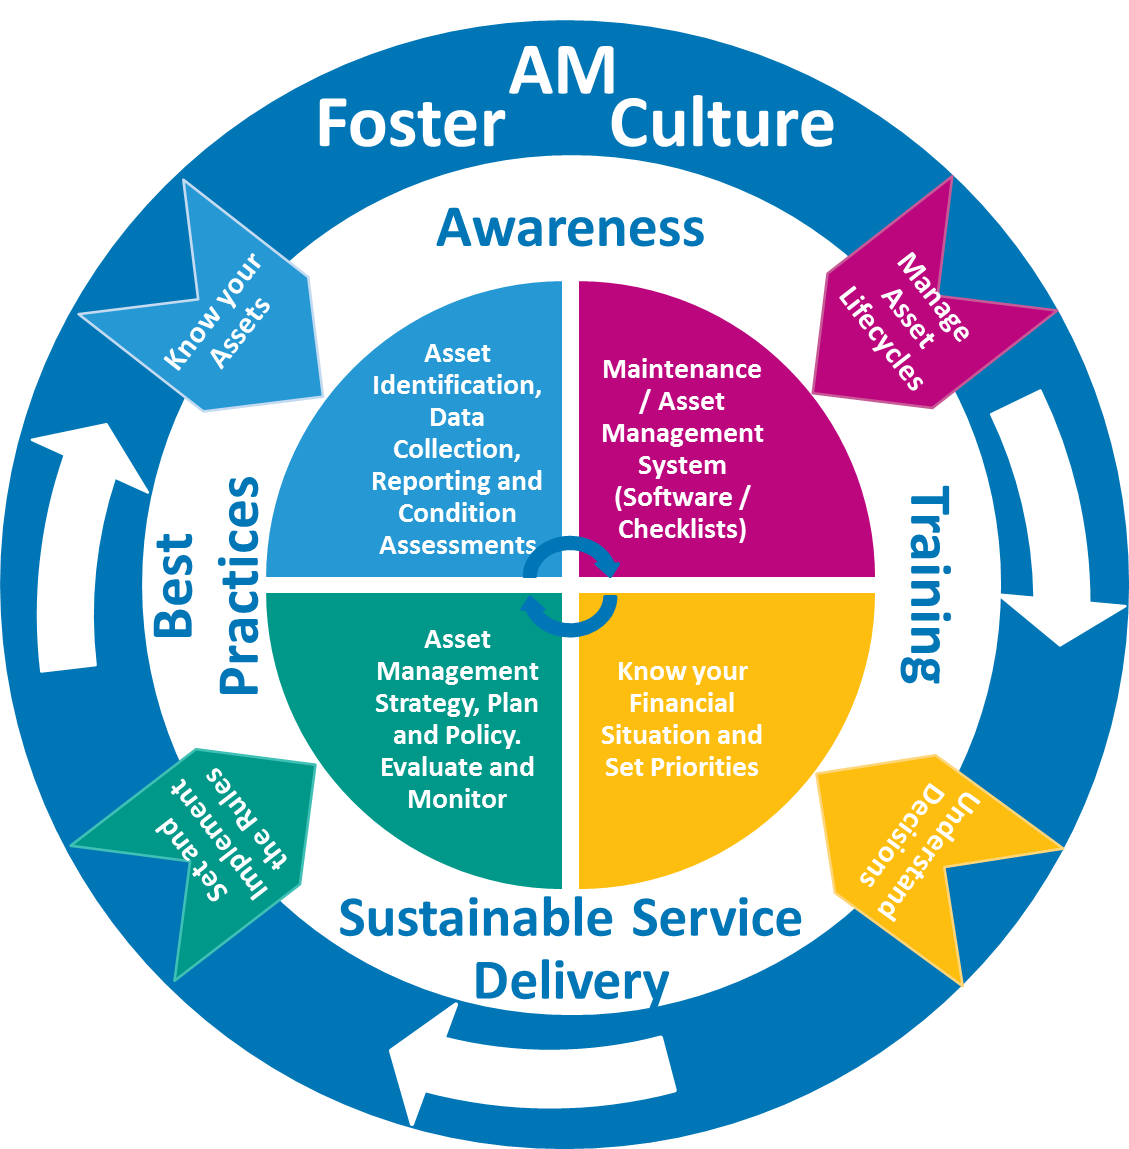 AM
Foster Culture
Awareness
Know your
Assets
Manage
Asset
Lifecycles
Asset
Identification,
Data
Collection,
Reporting and
Condition
Assessments
Maintenance
/ Asset
Management
System
(Software /
Checklists)
Best
Practices
Training
Asset
Management
Strategy, Plan
and Policy.
Evaluate and
Monitor
Know your
Financial
Situation and
Set Priorities
Set and
Implement
the Rules
Understand
Decisions
Sustainable Service
Delivery